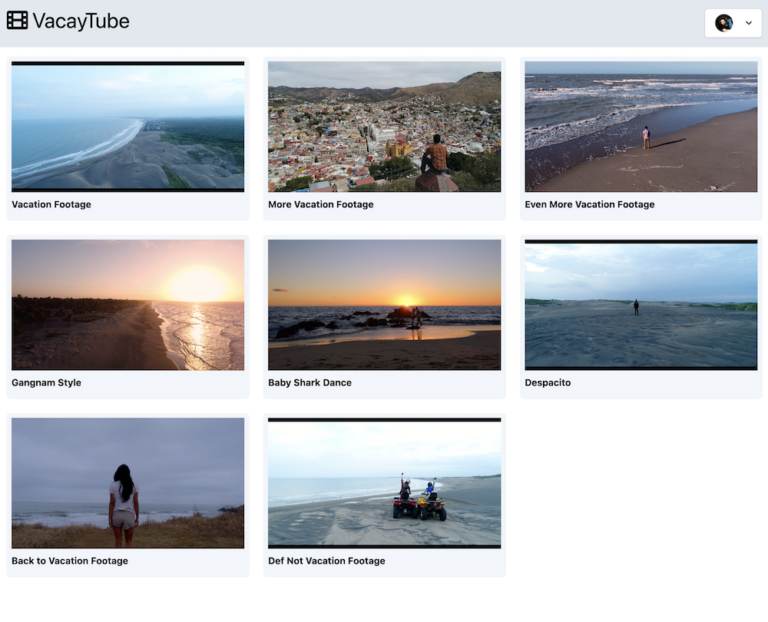 VacayTube
Vacation Footage
More Vacation Footage
Even More Vacation Footage
Gangnam Style
Baby Shark Dance
Despacito
Back to Vacation Footage
Def Not Vacation Footage